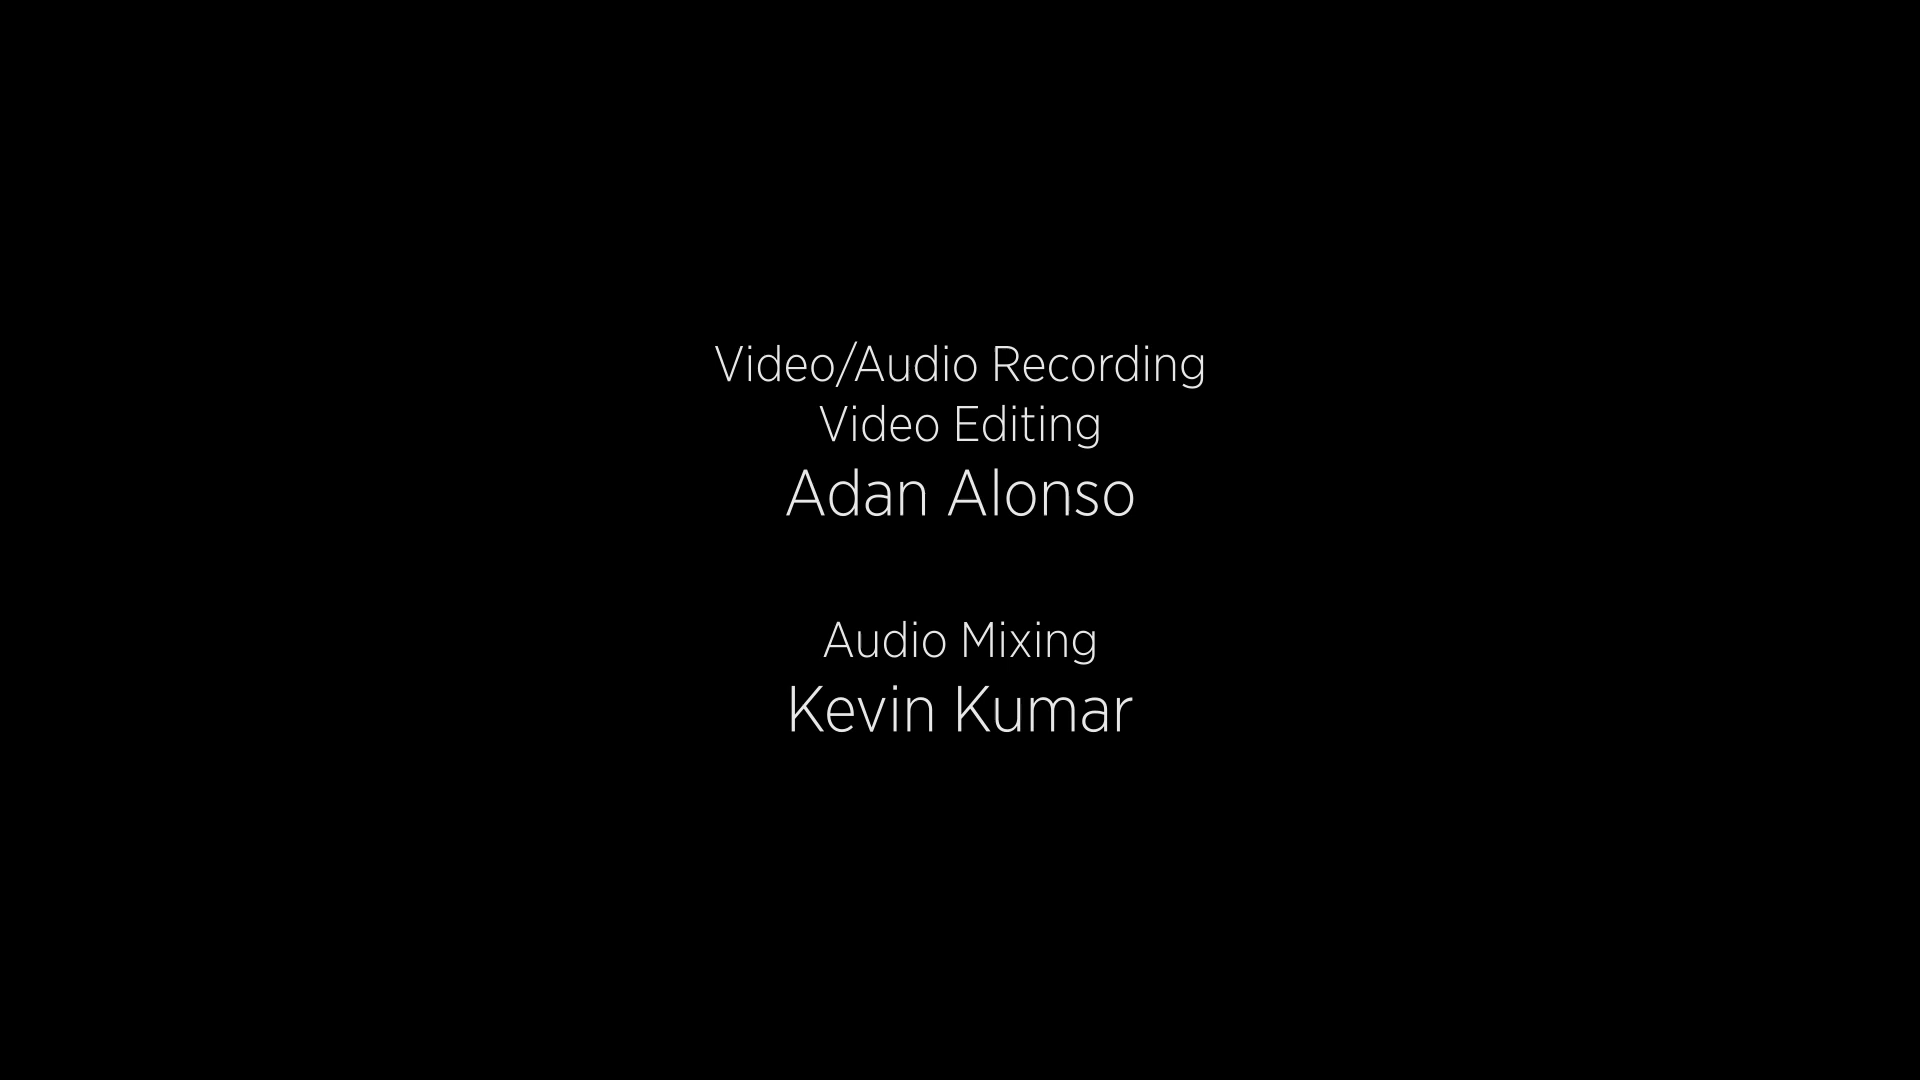 Video/Audio Recording
Video Editing
Adan Alonso
Audio Mixing
Kevin Kumar